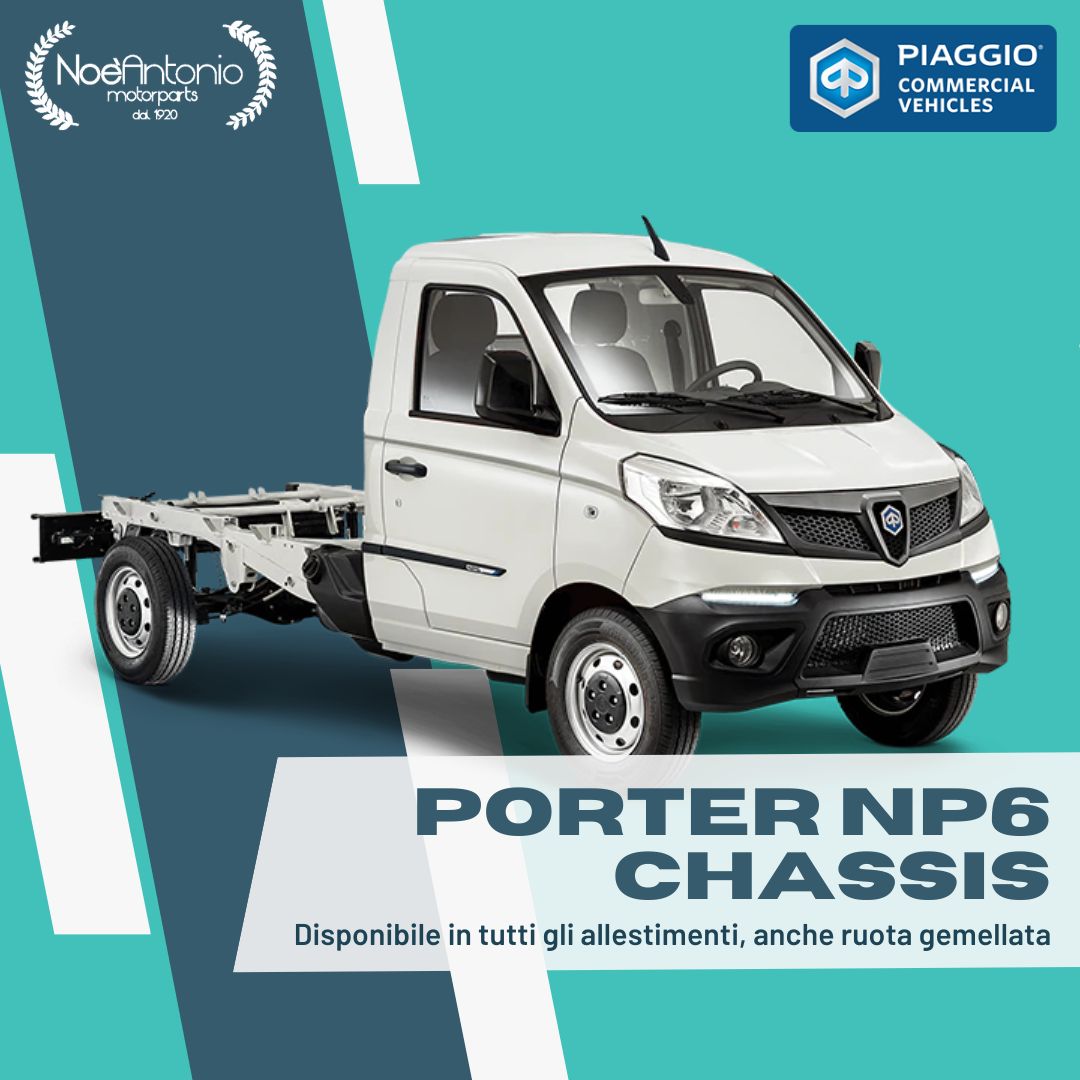 NoèAntonio
motorparts
dal 1920
PIAGGIO
COMMERCIAL
VEHICLES
PORTER NP6
CHASSIS
Disponibile in tutti gli allestimenti, anche ruota gemellata